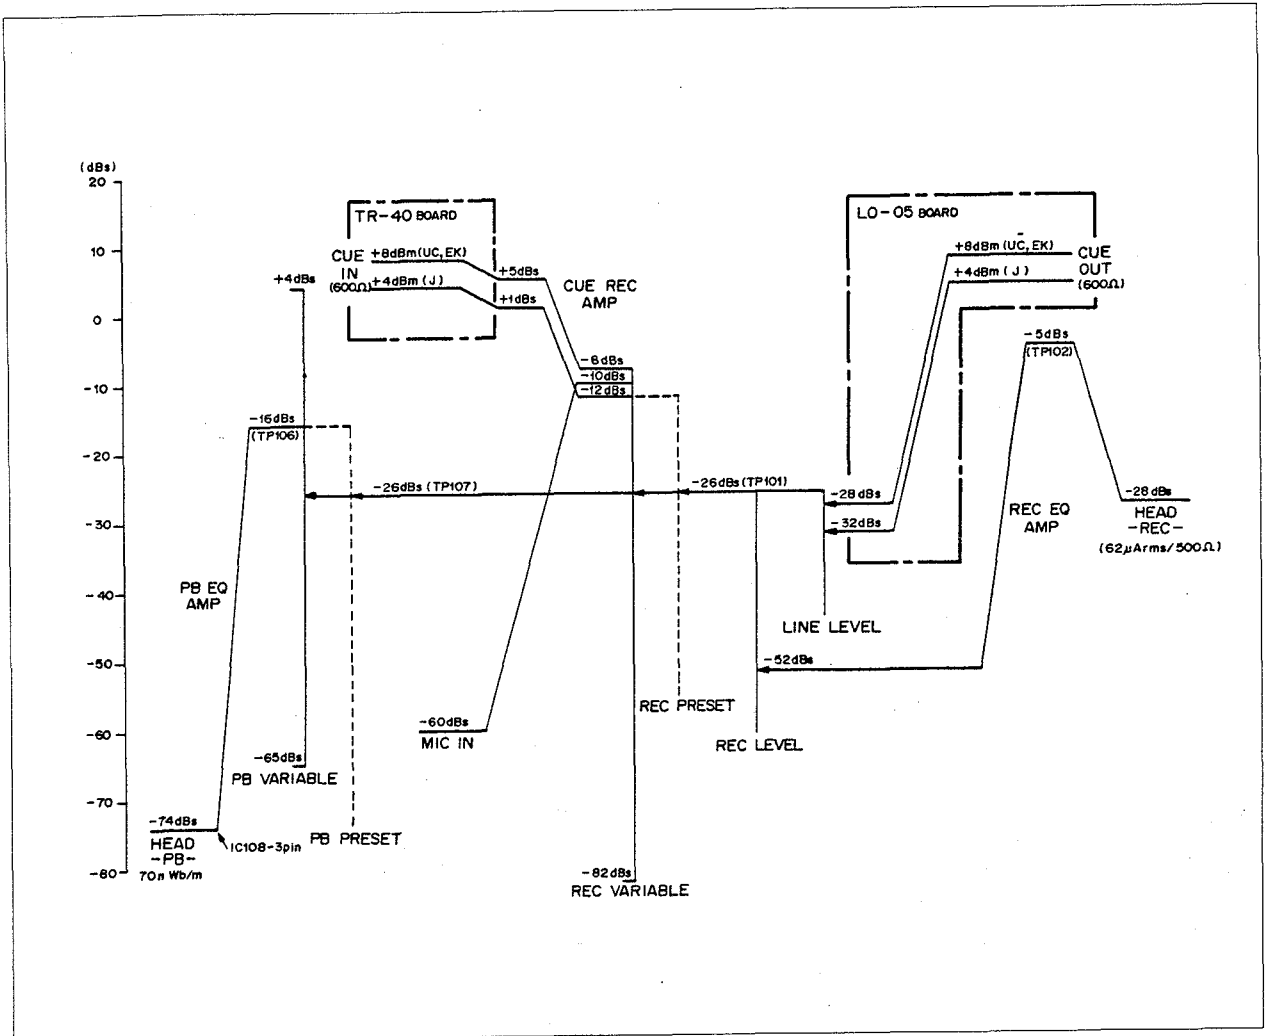 (dBs)
20
10
0
-10
-20
-30
-40
-50
-60
-70
-80
TR-40 BOARD
CUE
IN
(600Ω)
+8dBm(UC,EK)
+4dBm(J)
+4dBs
+5dBs
+1dBs
CUE REC
AMP
-6dBs
-10dBs
-12dBs
LO-05 BOARD
+8dBm(UC,EK)
+4dBm(J)
CUE
OUT
(600Ω)
-5dBs
(TP102)
-16dBs
(TP106)
-26dBs(TP107)
-26dBs(TP101)
-28dBs
-32dBs
REC EQ
AMP
-28dBs
HEAD
-REC-
(62μArms/500Ω)
PB EQ
AMP
LINE LEVEL
-52dBs
REC PRESET
REC LEVEL
-60dBs
MIC IN
-65dBs
PB VARIABLE
-74dBs
HEAD
-PB-
70n Wb/m
IC108-3pin
PB PRESET
-82dBs
REC VARIABLE